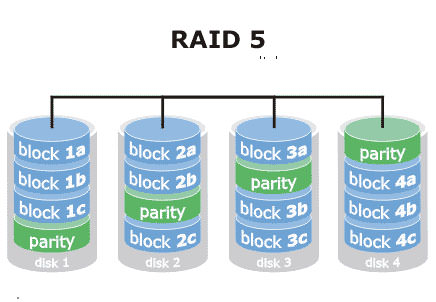 RAID 5
block 1a
block 1b
block 1c
parity
disk 1
block 2a
block 2b
parity
block 2c
disk 2
block 3a
parity
block 3b
block 3c
disk 3
parity
block 4a
block 4b
block 4c
disk 4